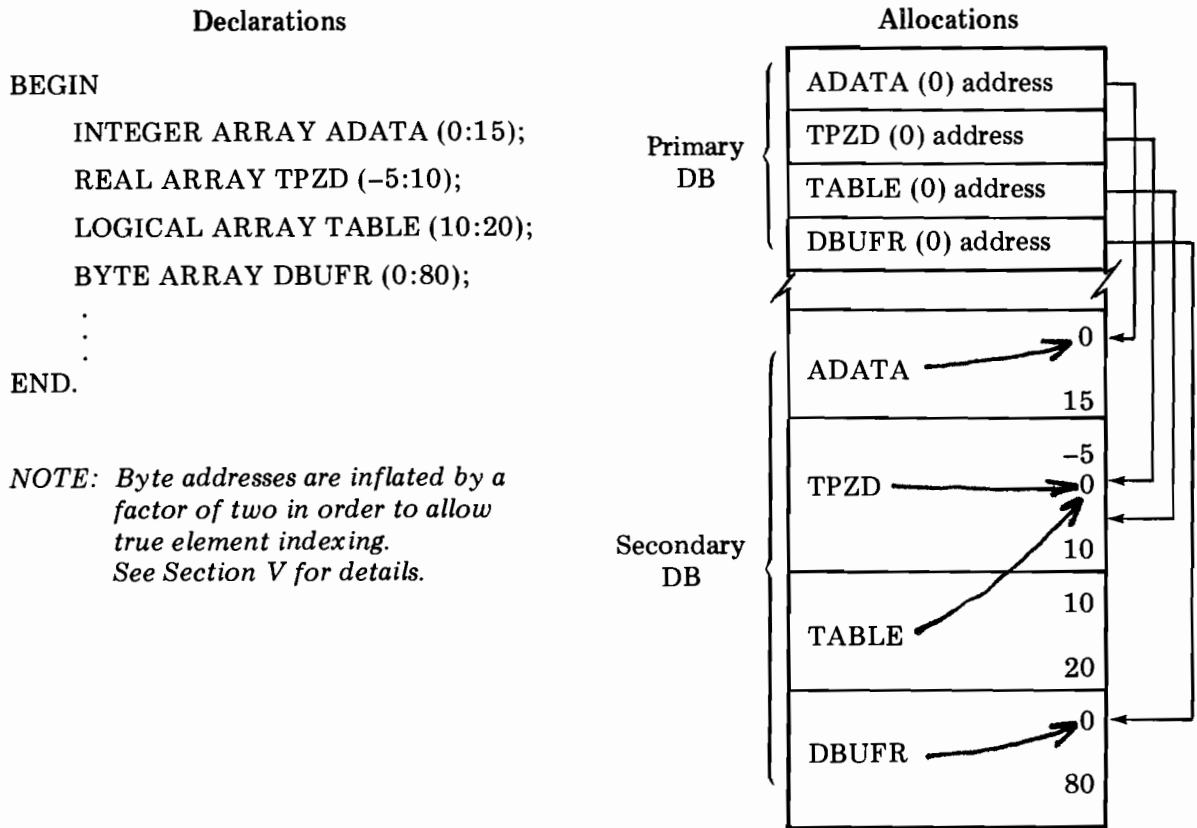 Declarations
BEGIN
INTEGER ARRAY ADATA (0:15);
REAL ARRAY TPZD (–5:10);
LOGICAL ARRAY TABLE (10:20);
BYTE ARRAY DBUFR (0:80);
.
.
.
END.
NOTE: Byte addresses are inflated by a
factor of two in order to allow
true element indexing.
See Section V for details.
Allocations
Primary
DB
ADATA (0) address
TPZD (0) address
TABLE (0) address
DBUFR (0) address
Secondary
DB
0
ADATA
15
–5
TPZD 0
10
10
TABLE
20
0
DBUFR
80